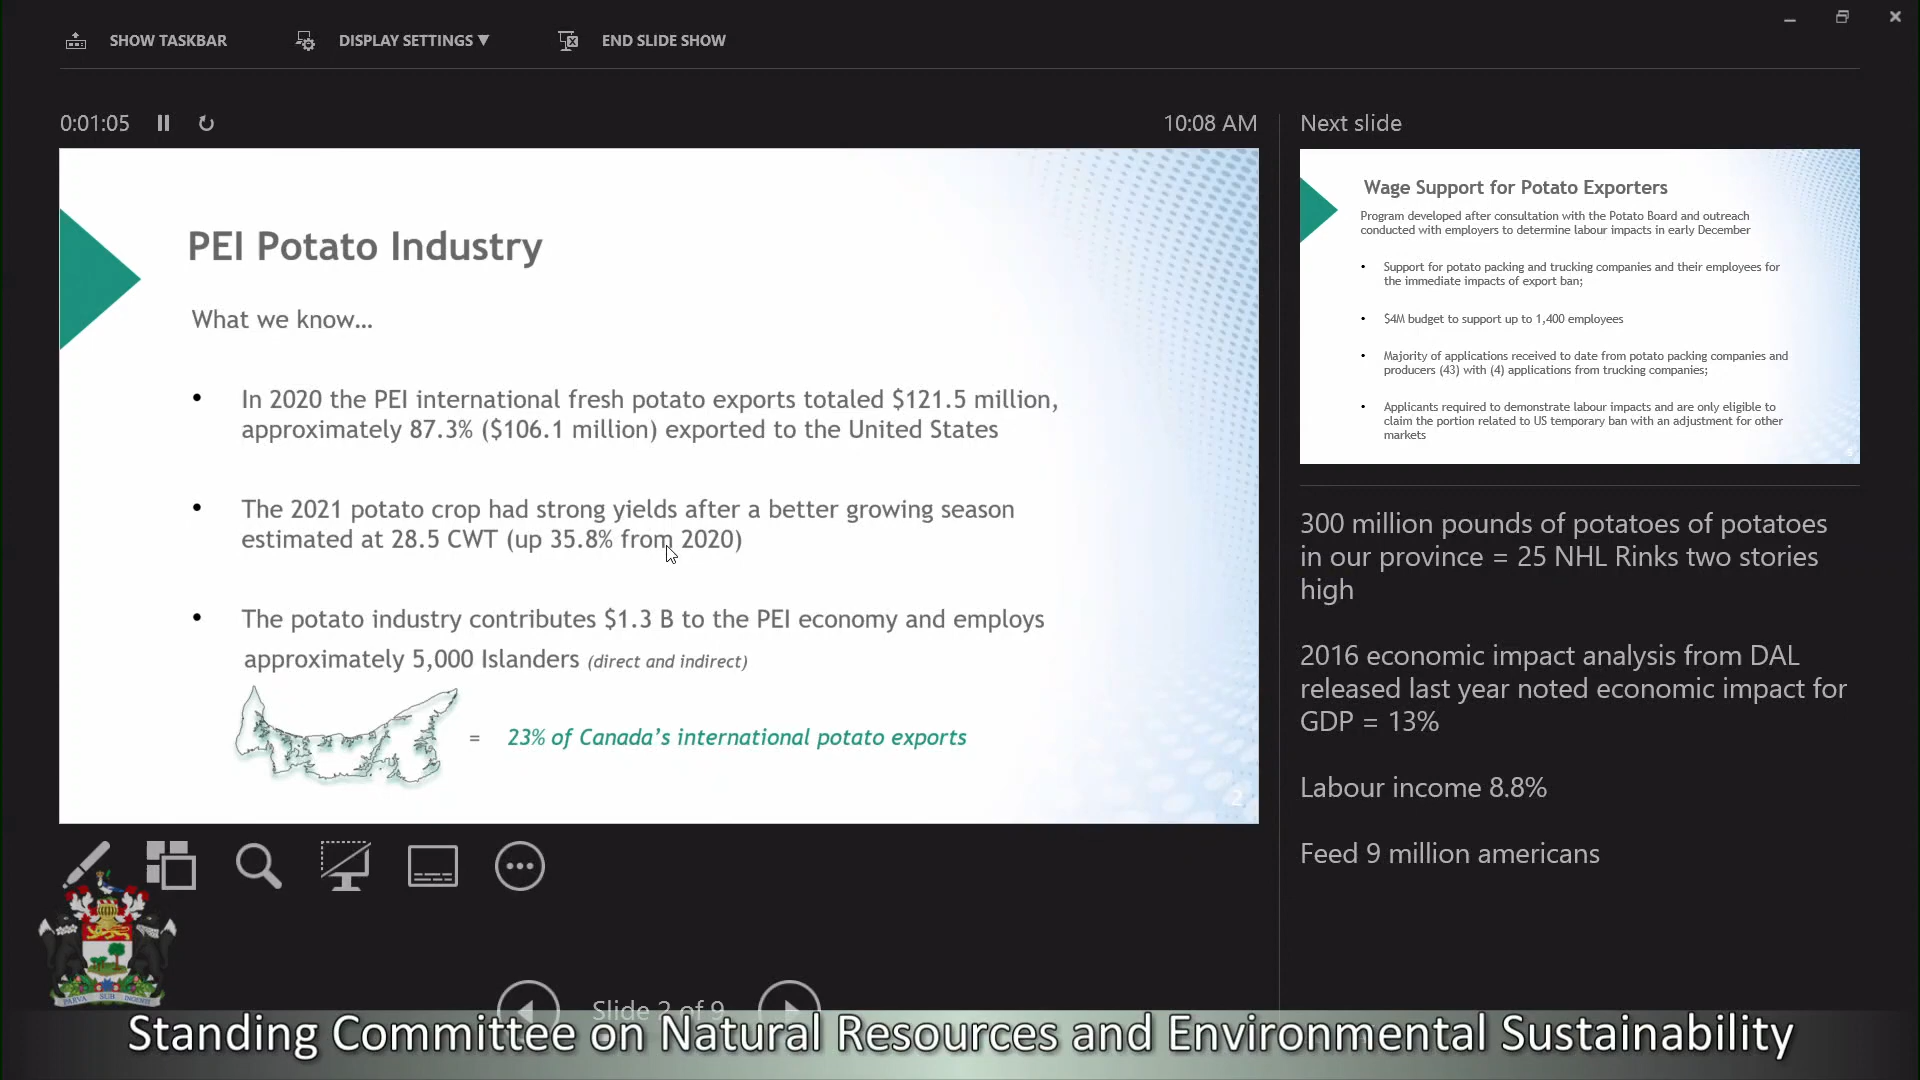 SHOW TASKBAR
DISPLAY SETTINGS ▼
END SLIDE SHOW
0:01:05
10:08 AM
PEI Potato Industry
What we know…
• In 2020 the PEI international fresh potato exports totaled $121.5 million,
approximately 87.3% ($106.1 million) exported to the United States
• The 2021 potato crop had strong yields after a better growing season
estimated at 28.5 CWT (up 35.8% from 2020)
• The potato industry contributes $1.3 B to the PEI economy and employs
approximately 5,000 Islanders (direct and indirect)
= 23% of Canada's international potato exports
2
Next slide
Wage Support for Potato Exporters
Program developed after consultation with the Potato Board and outreach
conducted with employers to determine labour impacts in early December
• Support for potato packing and trucking companies and their employees for
the immediate impacts of export ban;
• $4M budget to support up to 1,400 employees
• Majority of applications received to date from potato packing companies and
producers (43) with (4) applications from trucking companies;
• Applicants required to demonstrate labour impacts and are only eligible to
claim the portion related to US temporary ban with an adjustment for other
markets
300 million pounds of potatoes of potatoes
in our province = 25 NHL Rinks two stories
high
2016 economic impact analysis from DAL
released last year noted economic impact for
GDP = 13%
Labour income 8.8%
Feed 9 million americans
PARVA SUB INGENTI
Slide 2 of 9
Standing Committee on Natural Resources and Environmental Sustainability